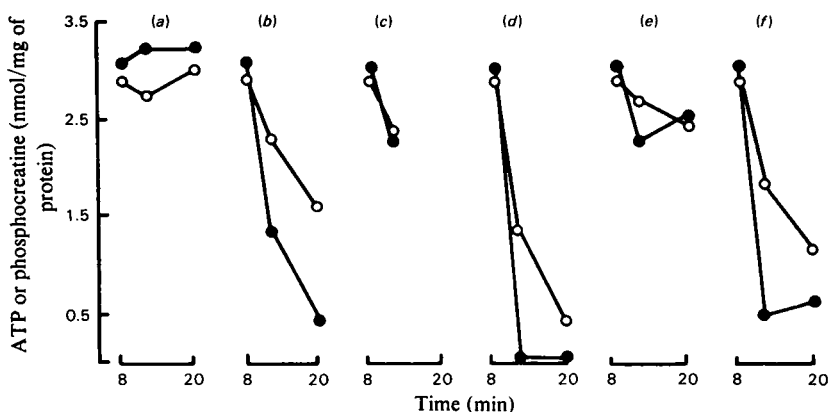 3.5
2.5
1.5
0.5
ATP or phosphocreatine (nmol/mg of
protein)
(a) (b) (c) (d) (e) (f)
8 20 8 20 8 20 8 20 8 20 8 20
Time (min)